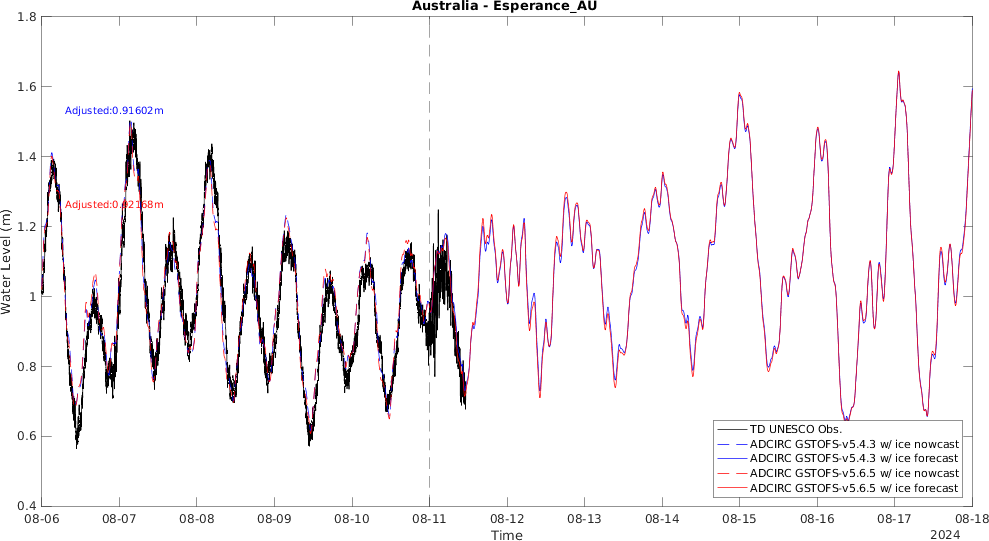 Australia - Esperance_AU
1.8
1.6
1.4
1.2
1
0.8
0.6
0.4
Water Level (m)
Adjusted:0.91602m
Adjusted:0.92168m
TD UNESCO Obs.
ADCIRC GSTOFS-v5.4.3 w/ ice nowcast
ADCIRC GSTOFS-v5.4.3 w/ ice forecast
ADCIRC GSTOFS-v5.6.5 w/ ice nowcast
ADCIRC GSTOFS-v5.6.5 w/ ice forecast
08-06 08-07 08-08 08-09 08-10 08-11 08-12 08-13 08-14 08-15 08-16 08-17 08-18
Time
2024